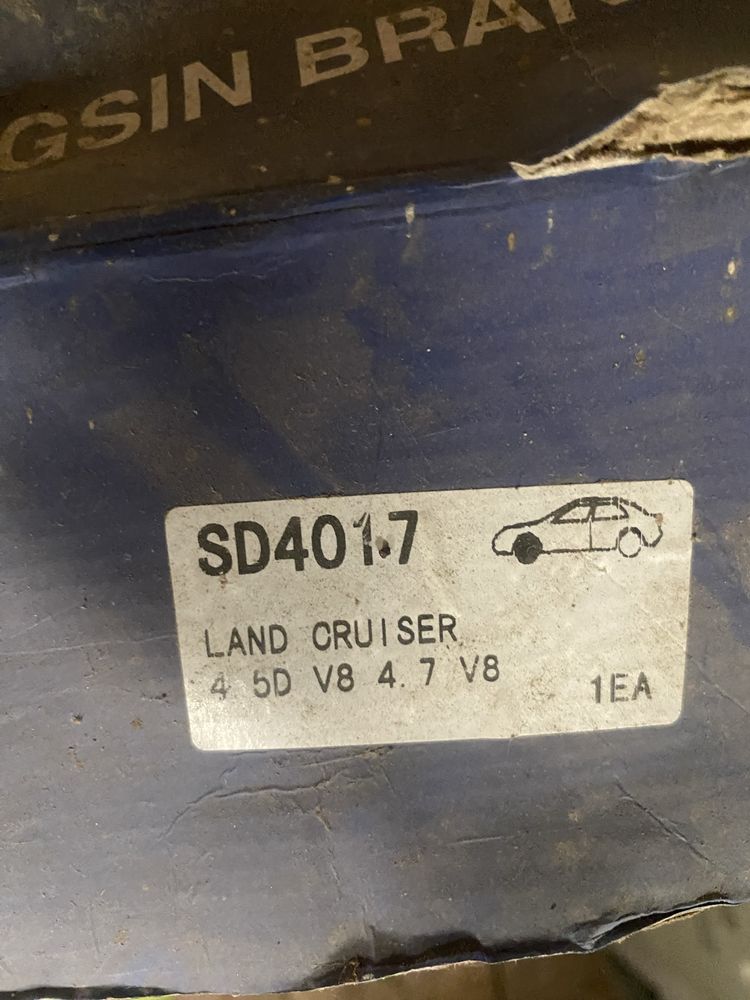 GSIN BRA
SD4017
LAND CRUISER
4 5D V8 4.7 V8
1EA